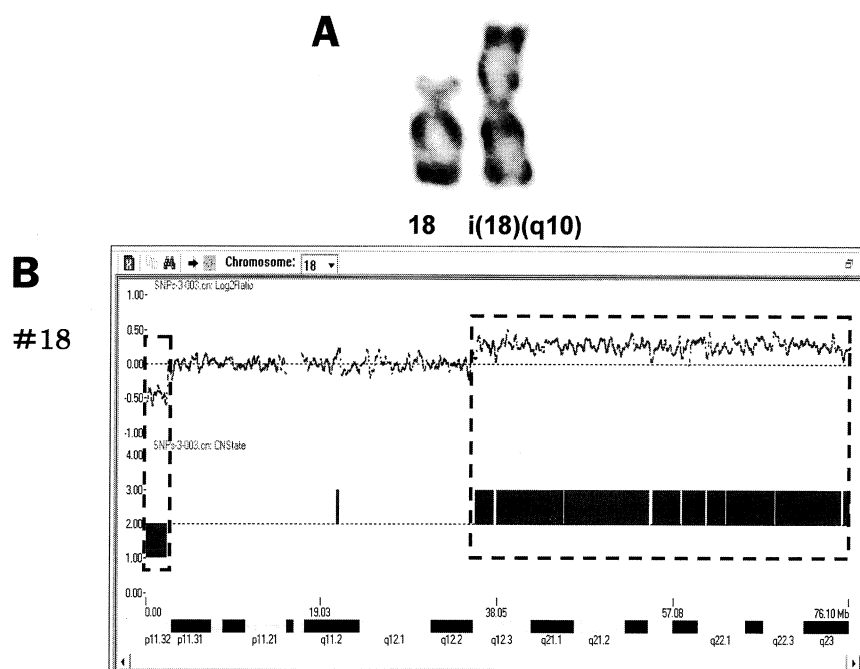 A
18 i(18)(q10)
B
#18
Chromosome: 18
SNPs-3-003.cn: Log2Ratio
1.00
0.50
0.00
-0.50
-1.00
SNPs-3-003.cn: CNState
4.00
3.00
2.00
1.00
0.00
0.00 19.03 38.05 57.08 76.10 Mb
p11.32 p11.31 p11.21 q11.2 q12.1 q12.2 q12.3 q21.1 q21.2 q22.1 q22.3 q23